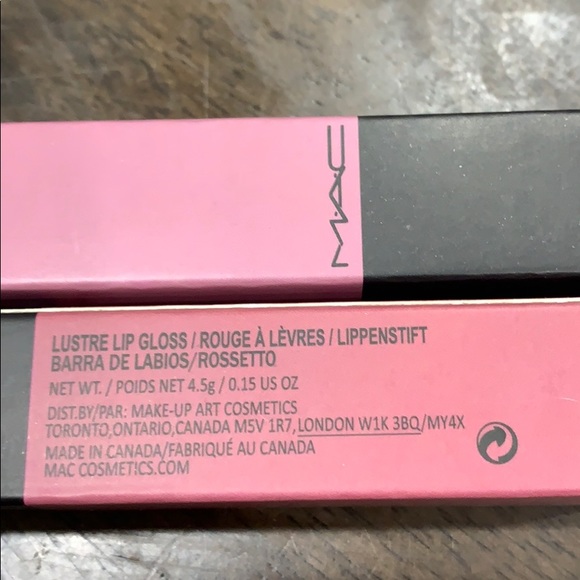 MAC
LUSTRE LIP GLOSS / ROUGE À LÈVRES / LIPPENSTIFT
BARRA DE LABIOS/ROSSETTO
NET WT. / POIDS NET 4.5g / 0.15 US OZ
DIST.BY/PAR: MAKE-UP ART COSMETICS
TORONTO,ONTARIO,CANADA M5V 1R7, LONDON W1K 3BQ/MY4X
MADE IN CANADA/FABRIQUÉ AU CANADA
MAC COSMETICS.COM